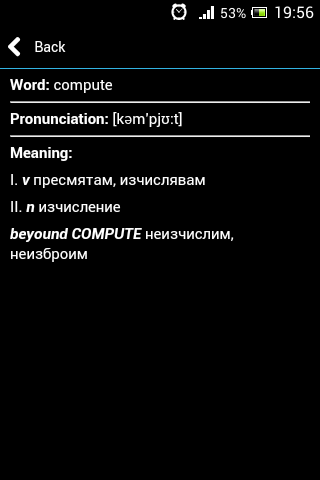 53% 19:56
Back
Word: compute
Pronunciation: [kəm'pjʊ:t]
Meaning:
I. v пресмятам, изчислявам
II. n изчисление
beyound COMPUTE неизчислим,
неизброим